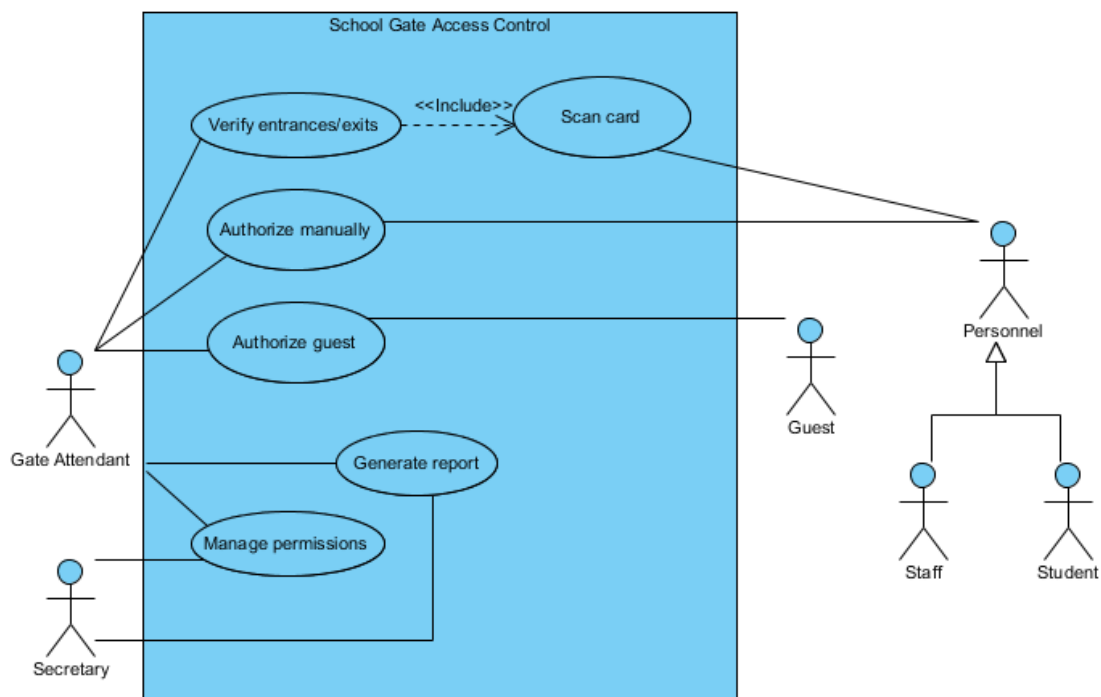 School Gate Access Control
<<Include>>
Scan card
Verify entrances/exits
Authorize manually
Personnel
Authorize guest
Guest
Gate Attendant
Generate report
Manage permissions
Staff
Student
Secretary